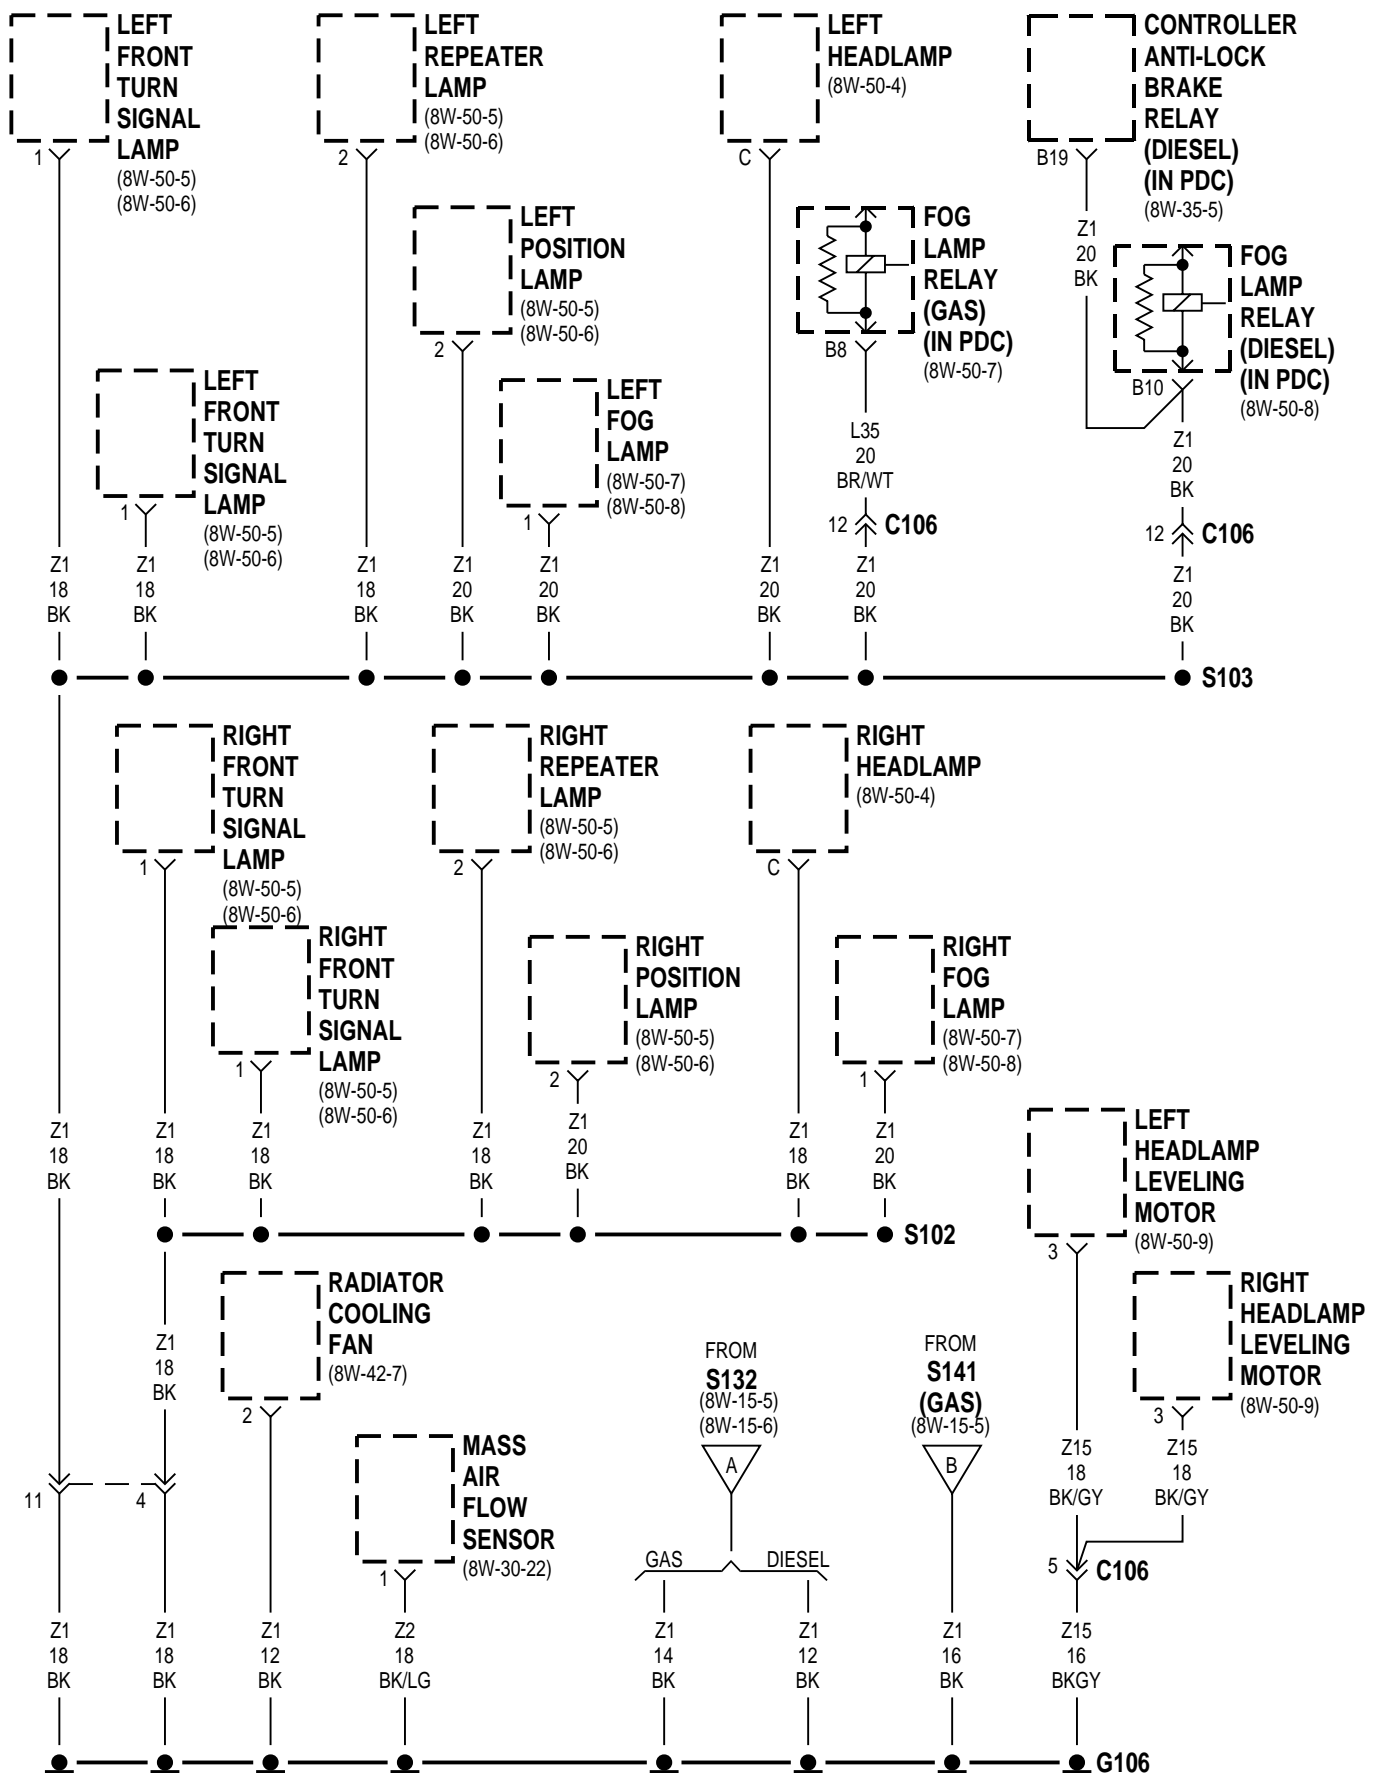 LEFT
FRONT
TURN
SIGNAL
LAMP
(8W-50-5)
(8W-50-6)
1
LEFT
REPEATER
LAMP
(8W-50-5)
(8W-50-6)
2
LEFT
HEADLAMP
(8W-50-4)
C
CONTROLLER
ANTI-LOCK
BRAKE
RELAY
(DIESEL)
(IN PDC)
(8W-35-5)
B19
Z1
20
BK
LEFT
POSITION
LAMP
(8W-50-5)
(8W-50-6)
2
FOG
LAMP
RELAY
(GAS)
(IN PDC)
(8W-50-7)
B8
L35
20
BR/WT
12
C106
FOG
LAMP
RELAY
(DIESEL)
(IN PDC)
(8W-50-8)
B10
Z1
20
BK
12
C106
LEFT
FRONT
TURN
SIGNAL
LAMP
(8W-50-5)
(8W-50-6)
1
LEFT
FOG
LAMP
(8W-50-7)
(8W-50-8)
1
Z1
18
BK
Z1
18
BK
Z1
18
BK
Z1
20
BK
Z1
20
BK
Z1
20
BK
Z1
20
BK
Z1
20
BK
S103
RIGHT
FRONT
TURN
SIGNAL
LAMP
(8W-50-5)
(8W-50-6)
1
RIGHT
REPEATER
LAMP
(8W-50-5)
(8W-50-6)
2
RIGHT
HEADLAMP
(8W-50-4)
C
RIGHT
FRONT
TURN
SIGNAL
LAMP
(8W-50-5)
(8W-50-6)
1
RIGHT
POSITION
LAMP
(8W-50-5)
(8W-50-6)
2
RIGHT
FOG
LAMP
(8W-50-7)
(8W-50-8)
1
Z1
18
BK
Z1
18
BK
Z1
18
BK
Z1
18
BK
Z1
20
BK
Z1
18
BK
Z1
20
BK
S102
LEFT
HEADLAMP
LEVELING
MOTOR
(8W-50-9)
3
RIGHT
HEADLAMP
LEVELING
MOTOR
(8W-50-9)
3
Z1
18
BK
RADIATOR
COOLING
FAN
(8W-42-7)
2
FROM
S132
(8W-15-5)
(8W-15-6)
A
FROM
S141
(GAS)
(8W-15-5)
B
MASS
AIR
FLOW
SENSOR
(8W-30-22)
1
Z15
18
BK/GY
Z15
18
BK/GY
11
4
GAS
DIESEL
5
C106
Z1
18
BK
Z1
18
BK
Z1
12
BK
Z2
18
BK/LG
Z1
14
BK
Z1
12
BK
Z1
16
BK
Z15
16
BKGY
G106